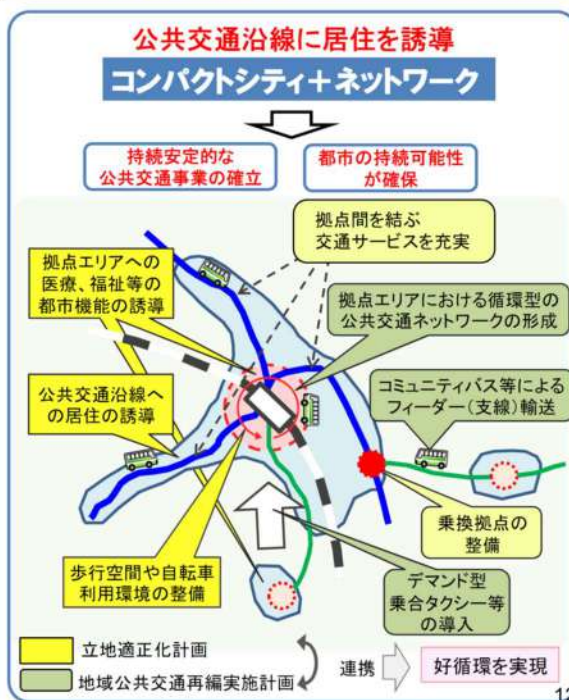 公共交通沿線に居住を誘導
コンパクトシティ+ネットワーク
持続安定的な
公共交通事業の確立
都市の持続可能性
が確保
拠点間を結ぶ
交通サービスを充実
拠点エリアへの
医療、福祉等の
都市機能の誘導
拠点エリアにおける循環型の
公共交通ネットワークの形成
公共交通沿線へ
の居住の誘導
コミュニティバス等による
フィーダー(支線)輸送
乗換拠点の
整備
歩行空間や自転車
利用環境の整備
デマンド型
乗合タクシー等
の導入
立地適正化計画
地域公共交通再編実施計画
連携
好循環を実現